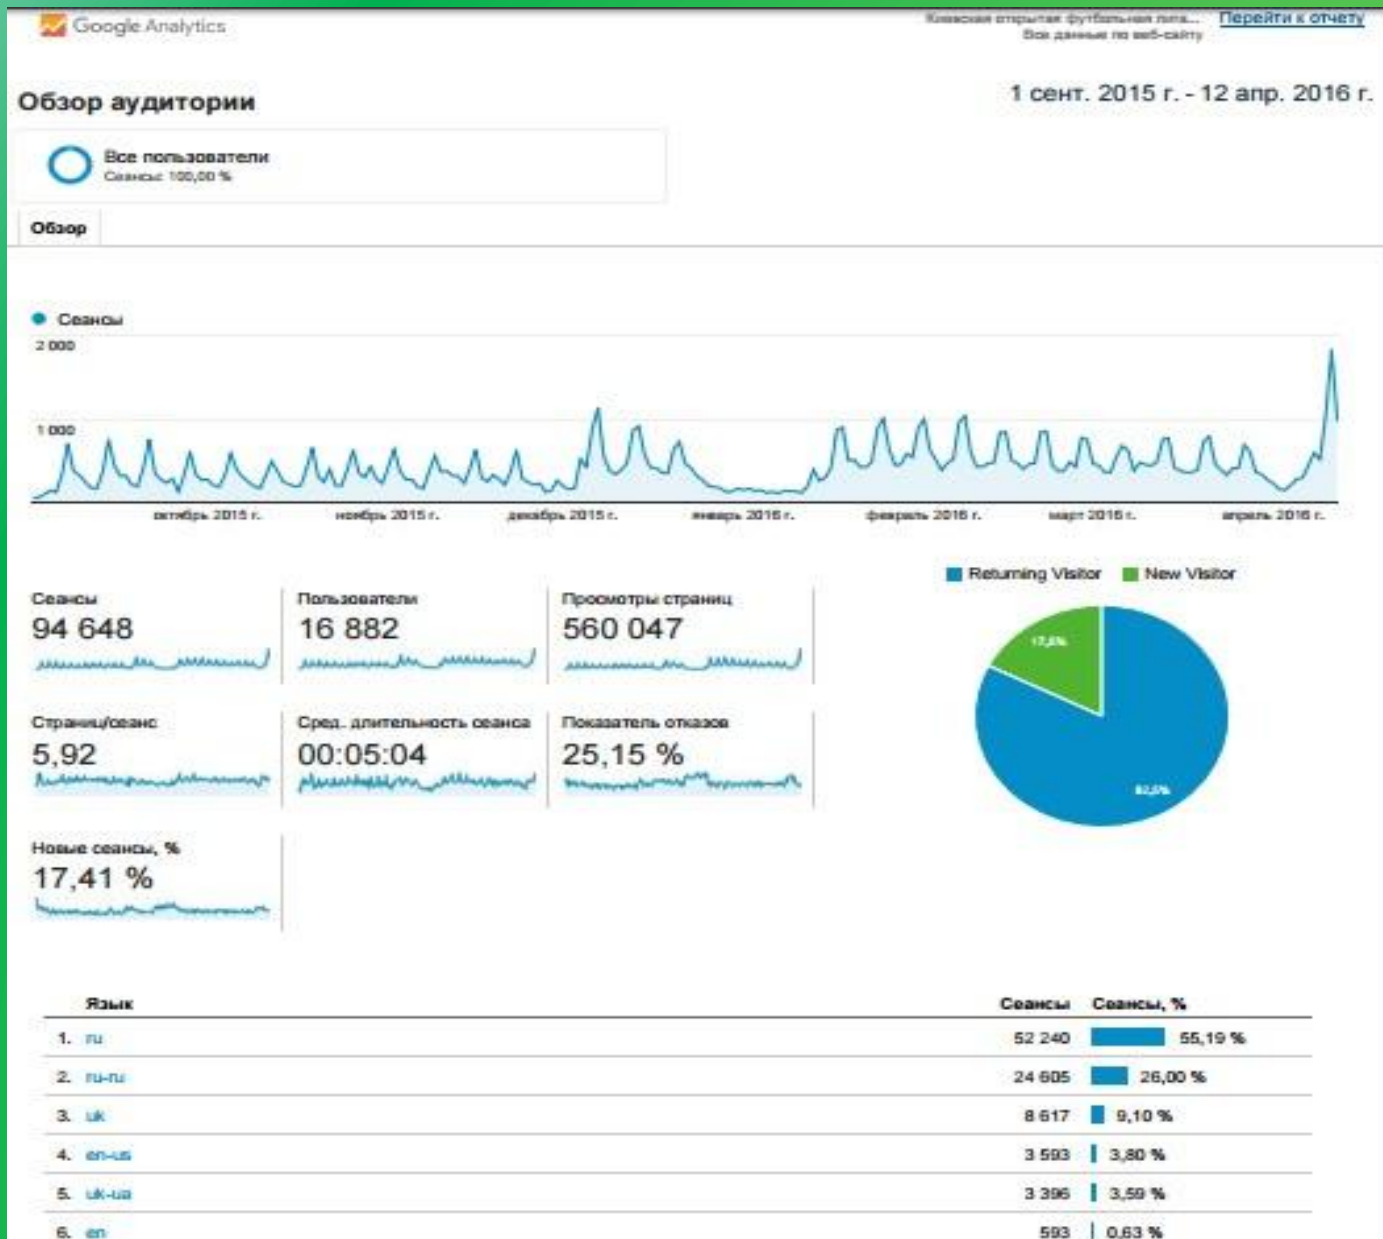 Google Analytics
Киевская открытая футбольная лига...
Все данные по веб-сайту
Перейти к отчету
Обзор аудитории
1 сент. 2015 г. - 12 апр. 2016 г.
Все пользователи
Сеансы: 100,00 %
Обзор
Сеансы
2 000
1 000
октябрь 2015 г. ноябрь 2015 г. декабрь 2015 г. январь 2016 г. февраль 2016 г. март 2016 г. апрель 2016 г.
Returning Visitor New Visitor
Сеансы
94 648
Пользователи
16 882
Просмотры страниц
560 047
Страниц/сеанс
5,92
Сред. длительность сеанса
00:05:04
Показатель отказов
25,15 %
Новые сеансы, %
17,41 %
Язык Сеансы Сеансы, %
1. ru 52 240 55,19 %
2. ru-ru 24 605 26,00 %
3. uk 8 617 9,10 %
4. en-us 3 593 3,80 %
5. uk-ua 3 396 3,59 %
6. en 593 0,63 %